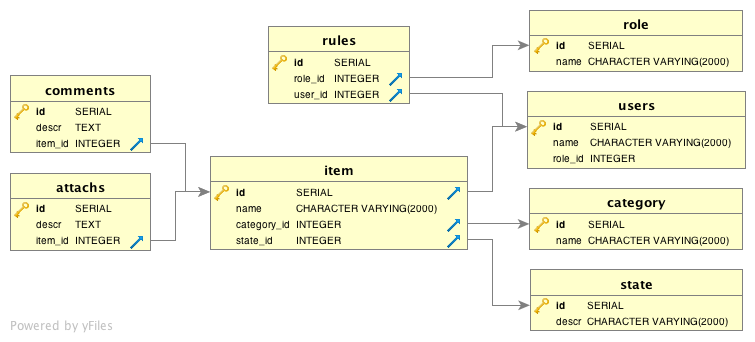 rules
id SERIAL
role_id INTEGER
user_id INTEGER
role
id SERIAL
name CHARACTER VARYING(2000)
comments
id SERIAL
descr TEXT
item_id INTEGER
users
id SERIAL
name CHARACTER VARYING(2000)
role_id INTEGER
attachs
id SERIAL
descr TEXT
item_id INTEGER
item
id SERIAL
name CHARACTER VARYING(2000)
category_id INTEGER
state_id INTEGER
category
id SERIAL
name CHARACTER VARYING(2000)
state
id SERIAL
descr CHARACTER VARYING(2000)
Powered by yFiles